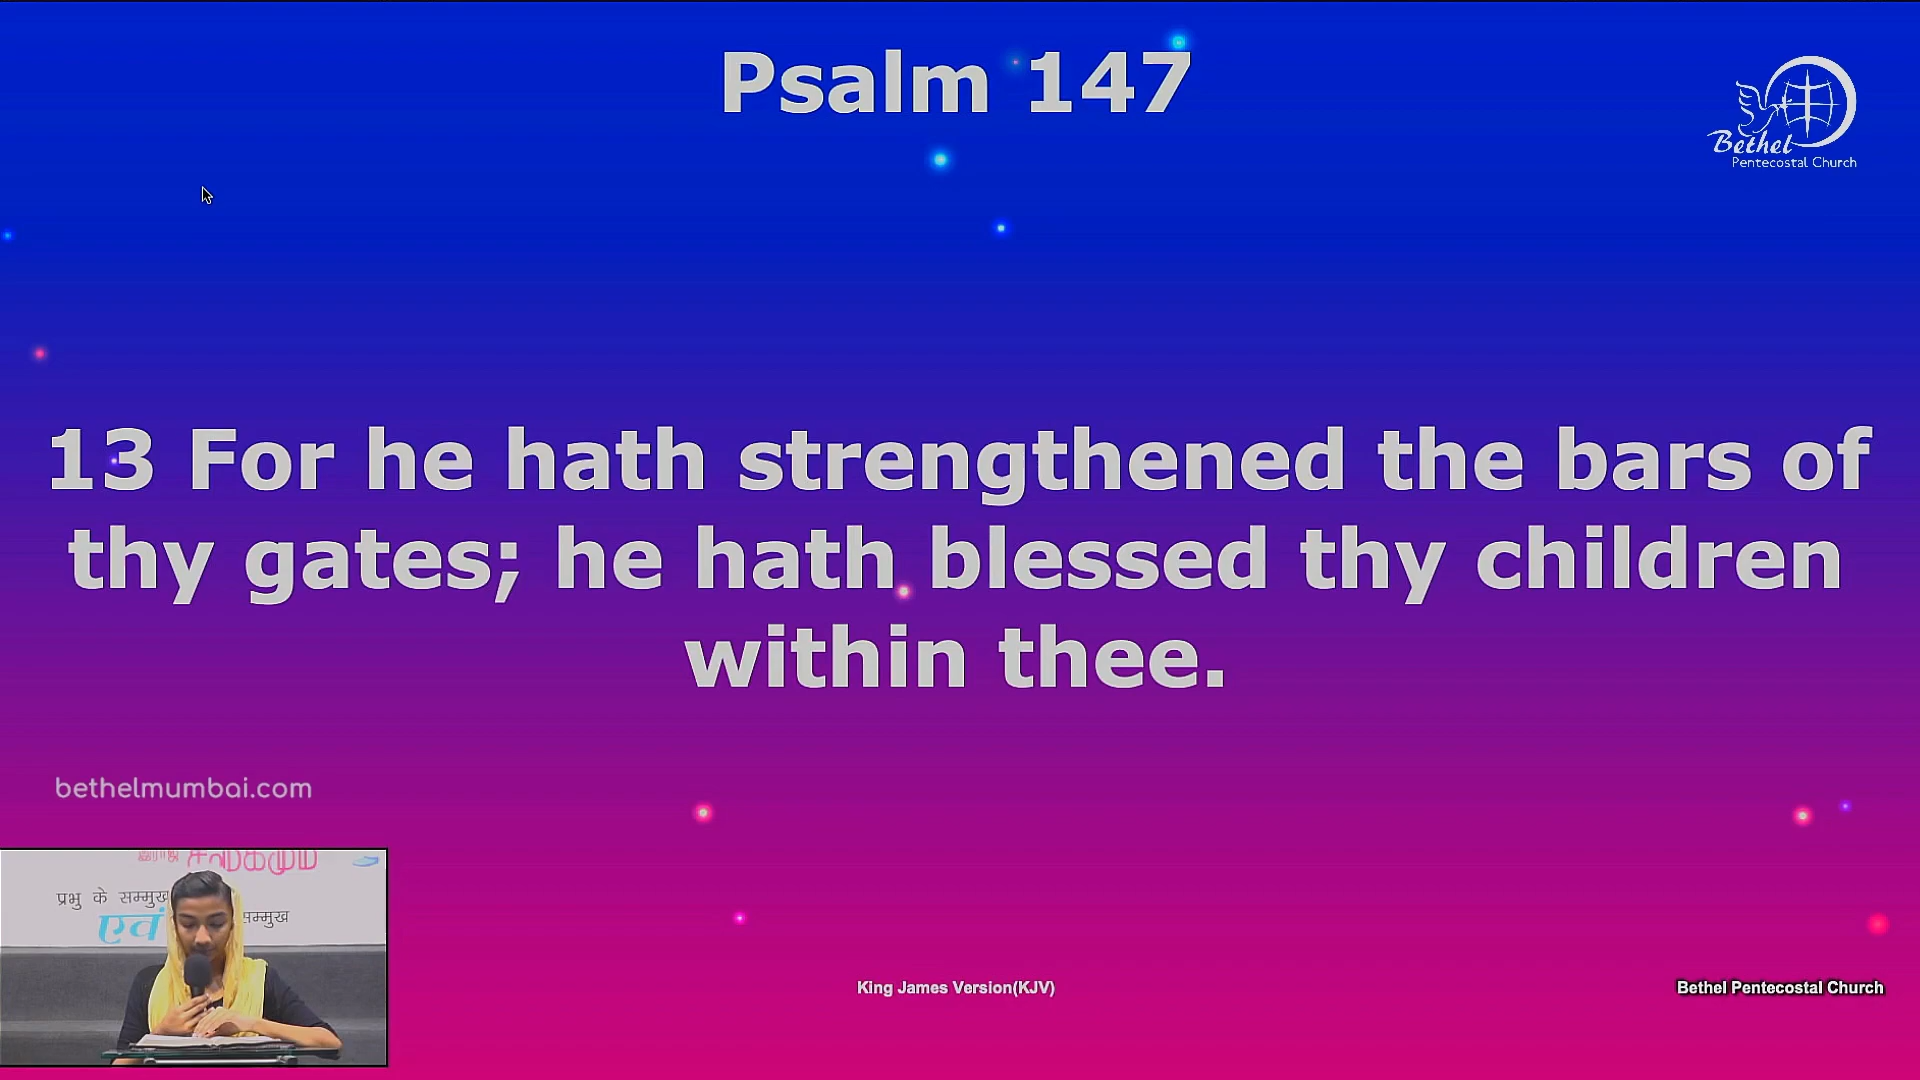 Psalm 147
Bethel
Pentecostal Church
13 For he hath strengthened the bars of
thy gates; he hath blessed thy children
within thee.
bethelmumbai.com
प्रभु के सम्मुख
एवं
सम्मुख
King James Version(KJV)
Bethel Pentecostal Church